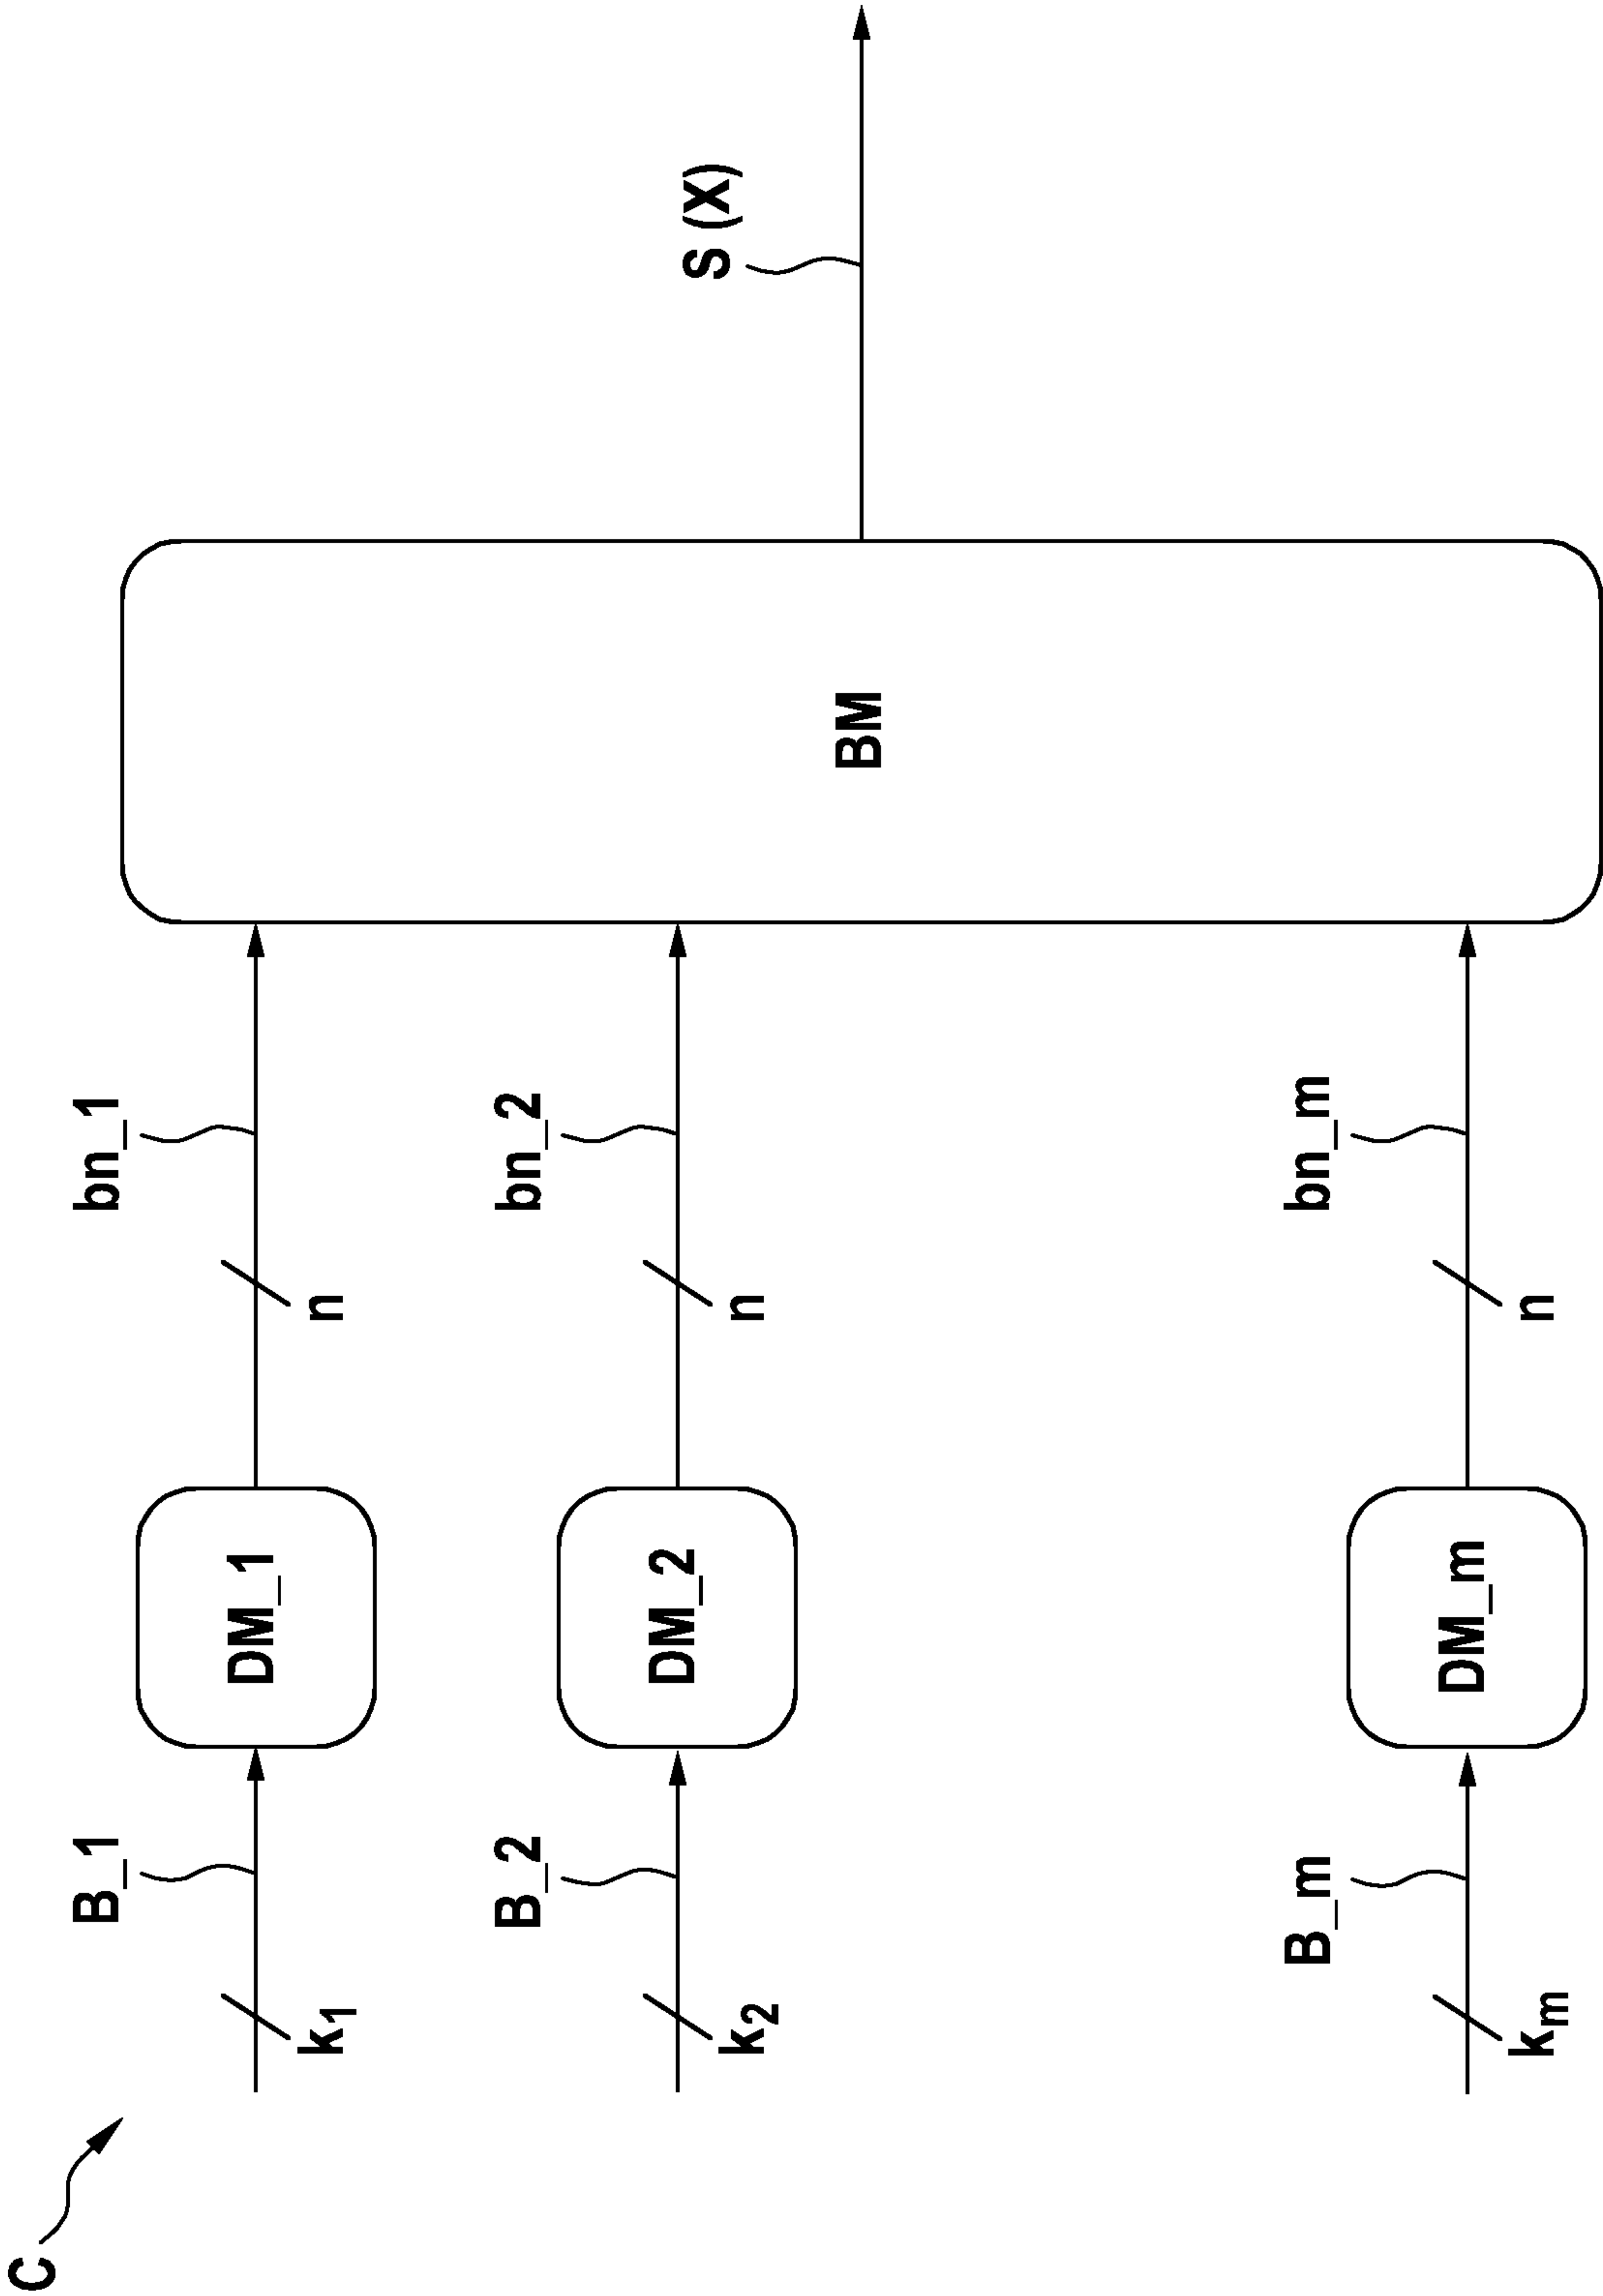 C
k1
B_1
DM_1
n
bn_1
k2
B_2
DM_2
n
bn_2
km
B_m
DM_m
n
bn_m
BM
S (X)